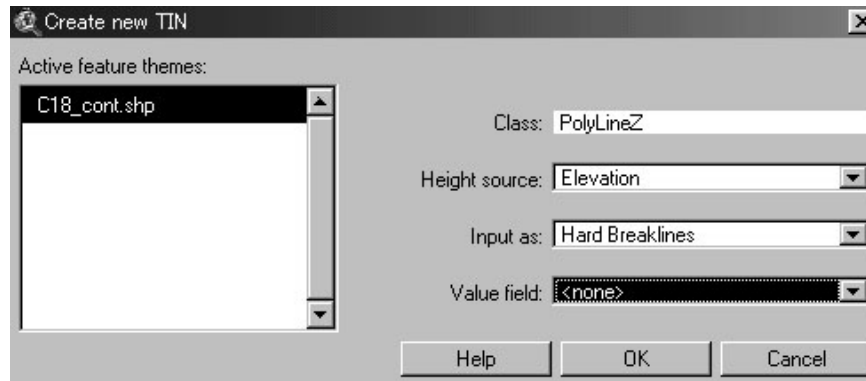 Create new TIN
Active feature themes:
C18_cont.shp
Class: PolyLineZ
Height source: Elevation
Input as: Hard Breaklines
Value field: <none>
Help OK Cancel